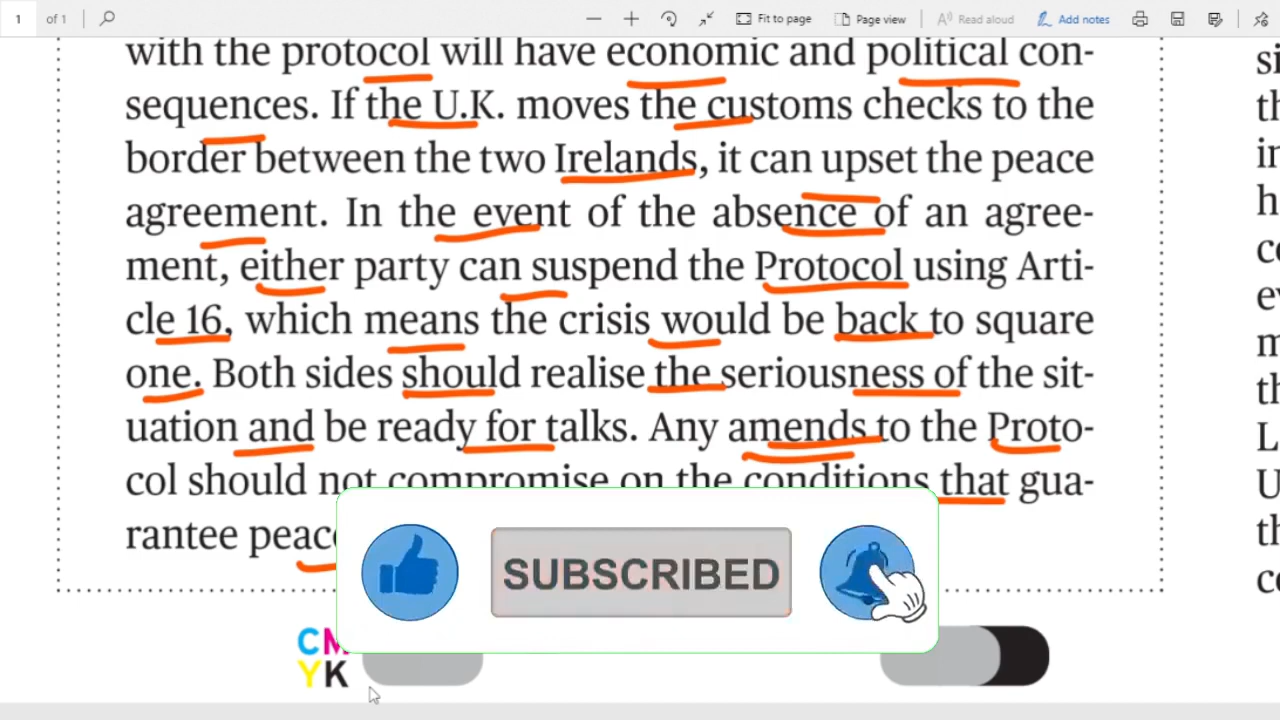 1 of 1 Fit to page Page view Read aloud Add notes
with the protocol will have economic and political con-
sequences. If the U.K. moves the customs checks to the
border between the two Irelands, it can upset the peace
agreement. In the event of the absence of an agree-
ment, either party can suspend the Protocol using Arti-
cle 16, which means the crisis would be back to square
one. Both sides should realise the seriousness of the sit-
uation and be ready for talks. Any amends to the Proto-
col should not compromise on the conditions that gua-
rantee
SUBSCRIBED
CM
YK